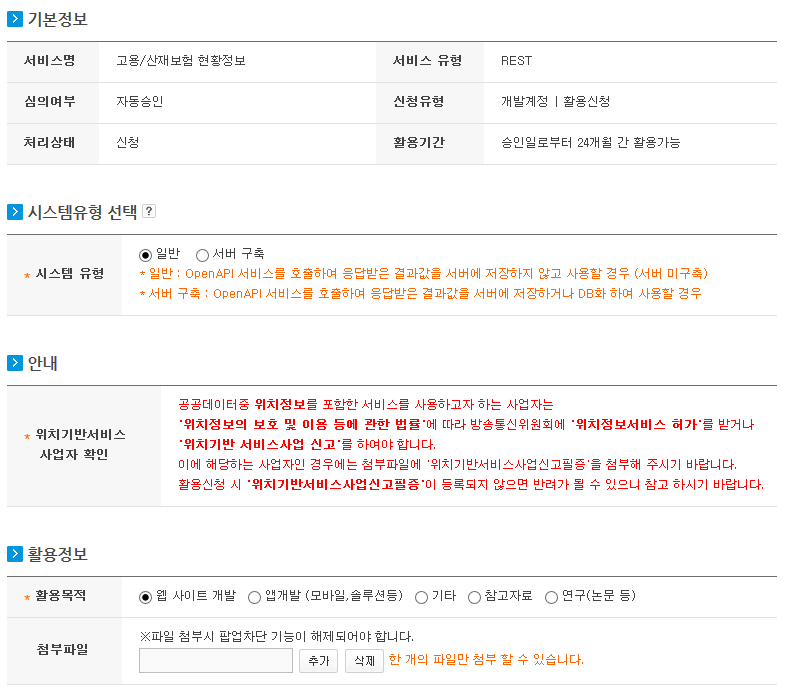 기본정보
서비스명 고용/산재보험 현황정보 서비스 유형 REST
심의여부 자동승인 신청유형 개발계정 | 활용신청
처리상태 신청 활용기간 승인일로부터 24개월 간 활용가능
시스템유형 선택 ?
* 시스템 유형
일반 서버 구축
* 일반 : OpenAPI 서비스를 호출하여 응답받은 결과값을 서버에 저장하지 않고 사용할 경우 (서버 미구축)
* 서버 구축 : OpenAPI 서비스를 호출하여 응답받은 결과값을 서버에 저장하거나 DB화 하여 사용할 경우
안내
* 위치기반서비스
사업자 확인
공공데이터중 위치정보를 포함한 서비스를 사용하고자 하는 사업자는
'위치정보의 보호 및 이용 등에 관한 법률'에 따라 방송통신위원회에 '위치정보서비스 허가'를 받거나
'위치기반 서비스사업 신고'를 하여야 합니다.
이에 해당하는 사업자인 경우에는 첨부파일에 '위치기반서비스사업신고필증'을 첨부해 주시기 바랍니다.
활용신청 시 '위치기반서비스사업신고필증'이 등록되지 않으면 반려가 될 수 있으니 참고 하시기 바랍니다.
활용정보
* 활용목적 웹 사이트 개발 앱개발 (모바일,솔루션등) 기타 참고자료 연구(논문 등)
첨부파일
※파일 첨부시 팝업차단 기능이 해제되어야 합니다.
추가 삭제 한 개의 파일만 첨부 할 수 있습니다.